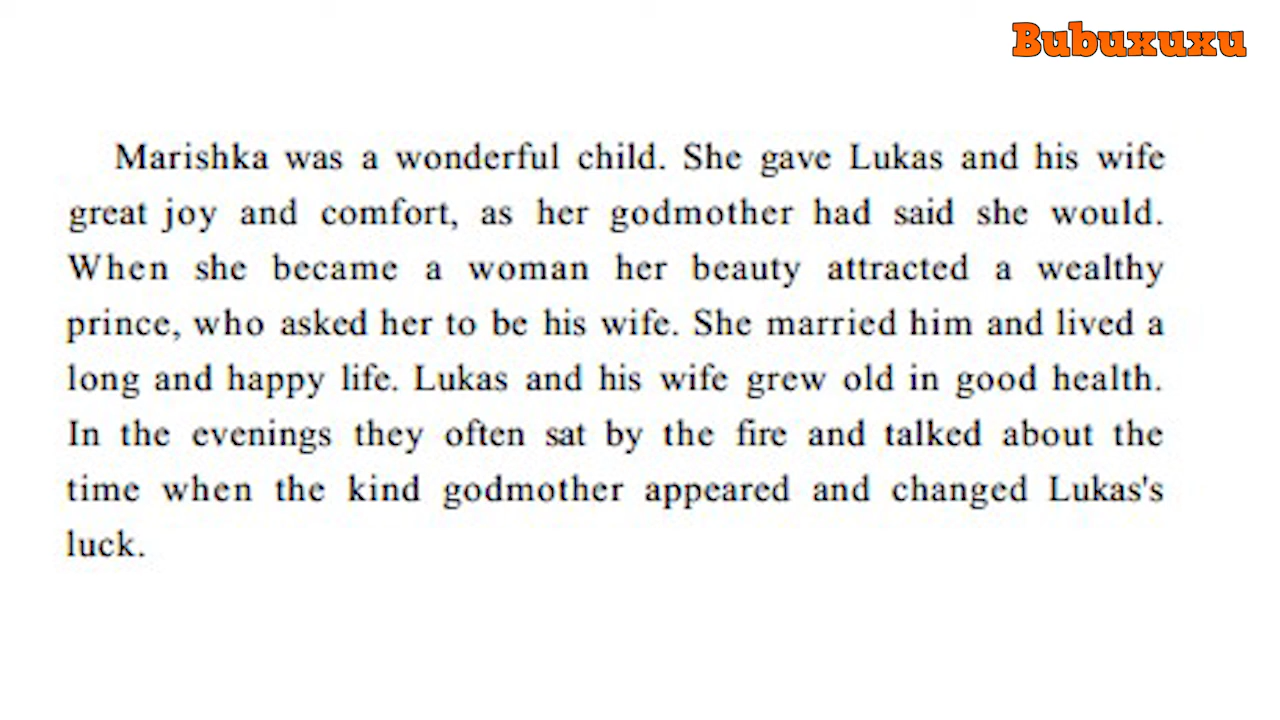 Bubuxuxu
Marishka was a wonderful child. She gave Lukas and his wife
great joy and comfort, as her godmother had said she would.
When she became a woman her beauty attracted a wealthy
prince, who asked her to be his wife. She married him and lived a
long and happy life. Lukas and his wife grew old in good health.
In the evenings they often sat by the fire and talked about the
time when the kind godmother appeared and changed Lukas's
luck.